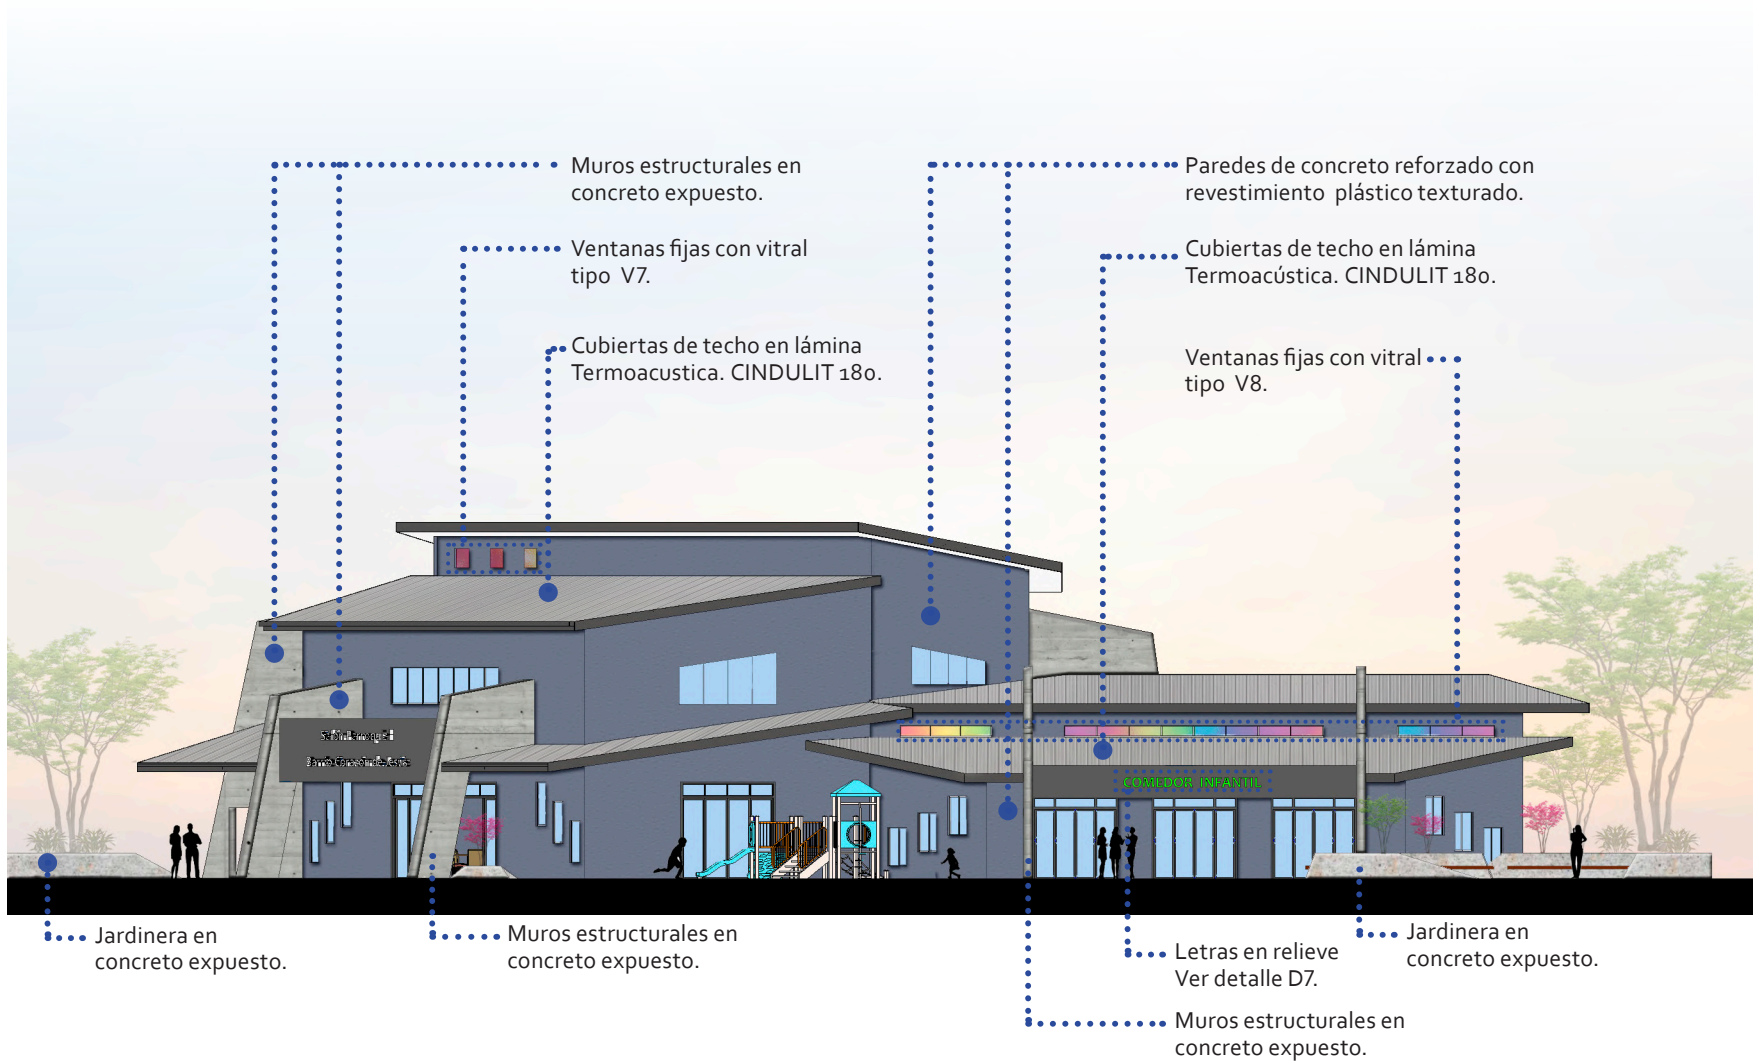 Muros estructurales en
concreto expuesto.
Paredes de concreto reforzado con
revestimiento plástico texturado.
Ventanas fijas con vitral
tipo V7.
Cubiertas de techo en lámina
Termoacústica. CINDULIT 180.
Cubiertas de techo en lámina
Termoacustica. CINDULIT 180.
Ventanas fijas con vitral
tipo V8.
COMEDOR INFANTIL
Jardinera en
concreto expuesto.
Muros estructurales en
concreto expuesto.
Letras en relieve
Ver detalle D7.
Jardinera en
concreto expuesto.
Muros estructurales en
concreto expuesto.